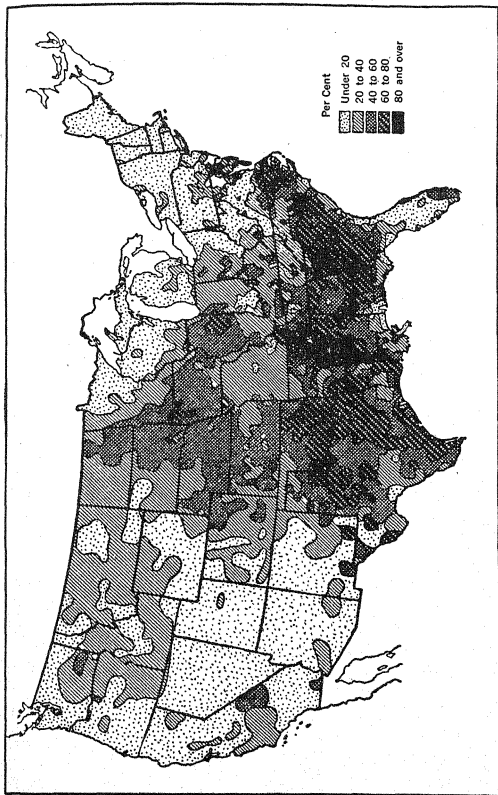 Per Cent
Under 20
20 to 40
40 to 60
60 to 80
80 and over